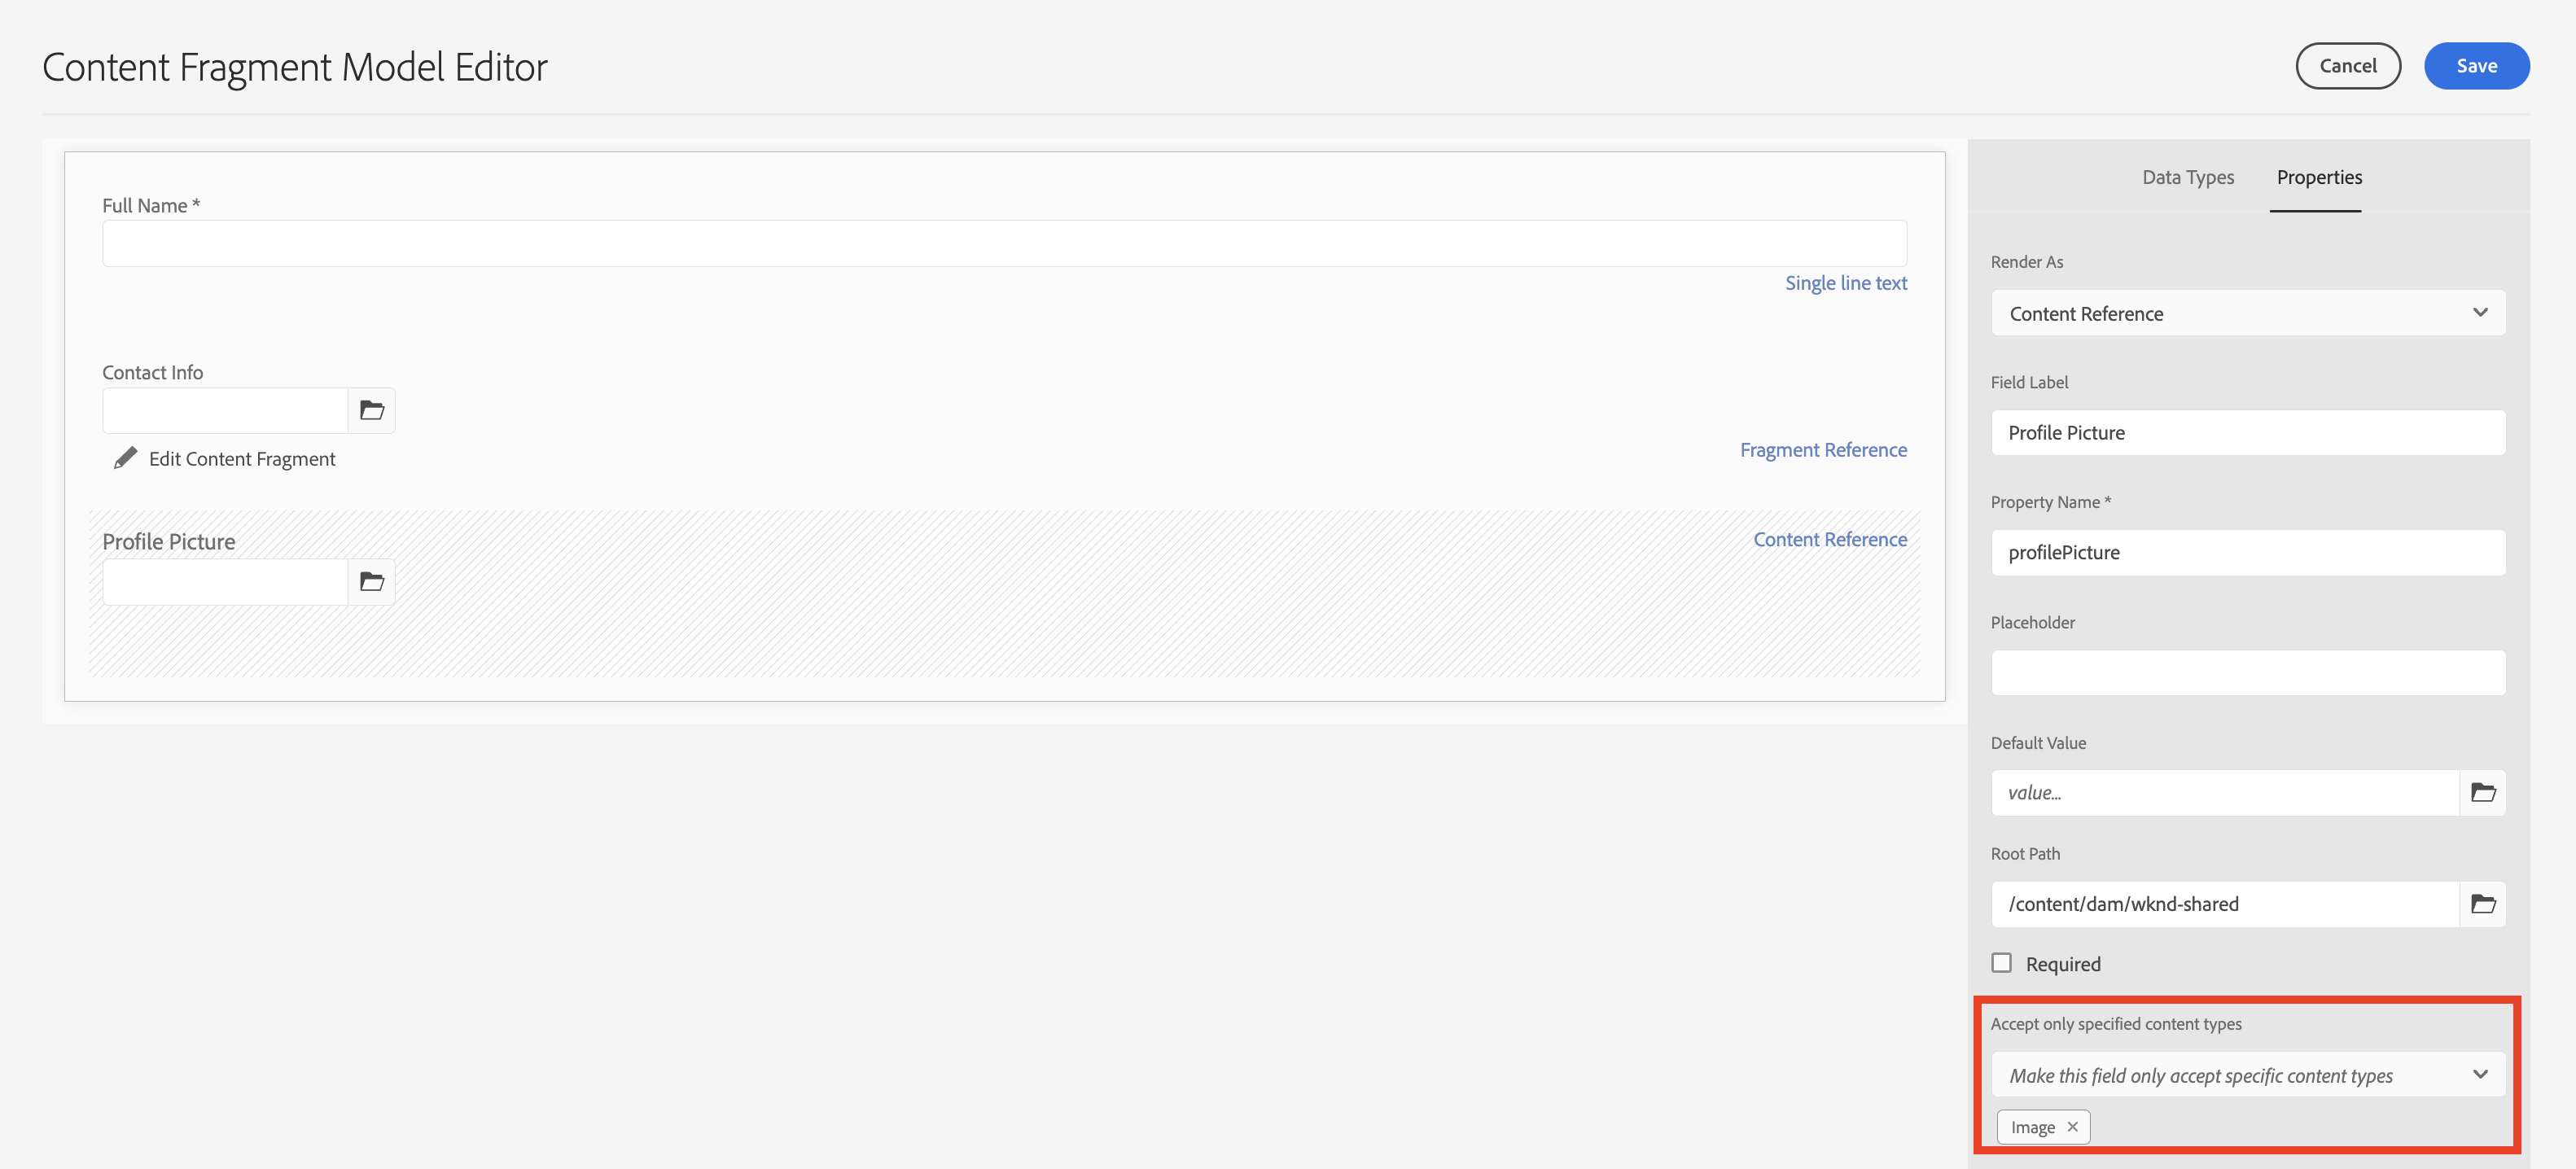 Content Fragment Model Editor
Cancel
Save
Full Name *
Single line text
Contact Info
Edit Content Fragment
Fragment Reference
Profile Picture
Content Reference
Data Types
Properties
Render As
Content Reference
Field Label
Profile Picture
Property Name *
profilePicture
Placeholder
Default Value
value...
Root Path
/content/dam/wknd-shared
Required
Accept only specified content types
Make this field only accept specific content types
Image ×